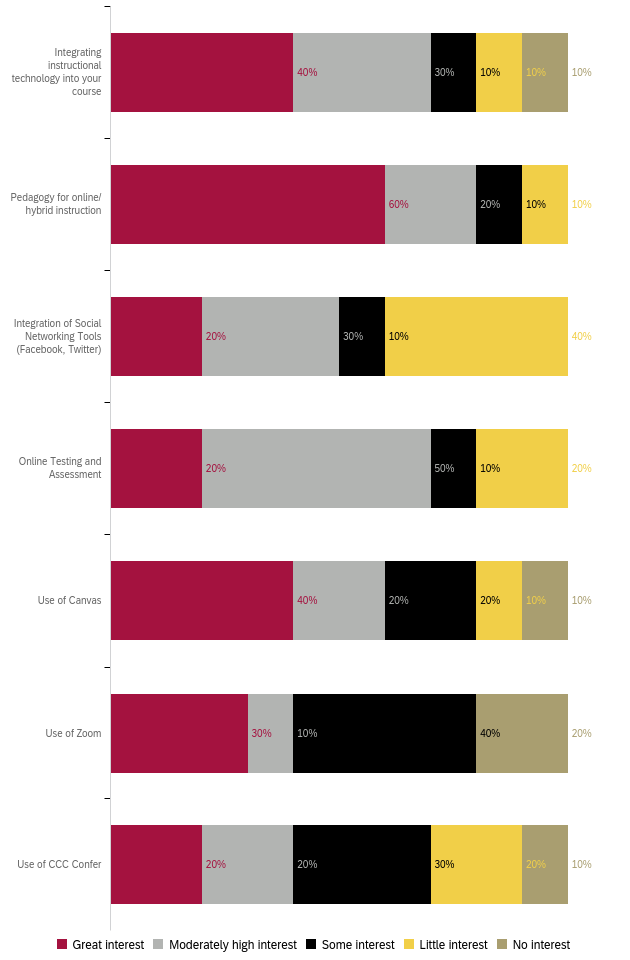 Integrating
instructional
technology into your
course
40% 30% 10% 10% 10%
Pedagogy for online/
hybrid instruction
60% 20% 10% 10%
Integration of Social
Networking Tools
(Facebook, Twitter)
20% 30% 10% 40%
Online Testing and
Assessment
20% 50% 10% 20%
Use of Canvas
40% 20% 20% 10% 10%
Use of Zoom
30% 10% 40% 20%
Use of CCC Confer
20% 20% 30% 20% 10%
Great interest Moderately high interest Some interest Little interest No interest